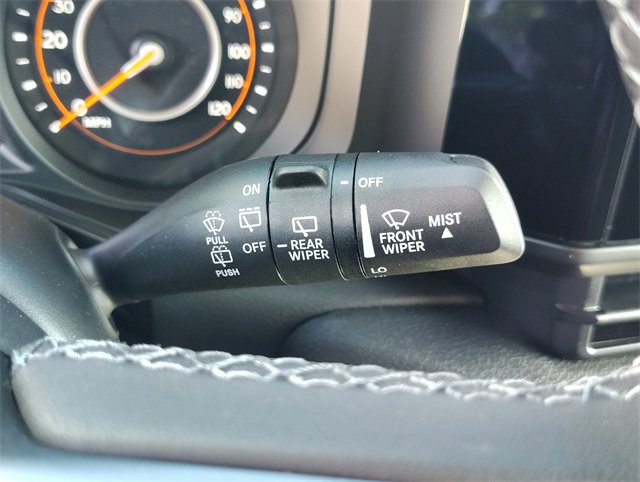 30
20
10
0
MPH
90
100
110
120
ON
OFF
PULL
PUSH
REAR
WIPER
OFF
FRONT
WIPER
MIST
LO